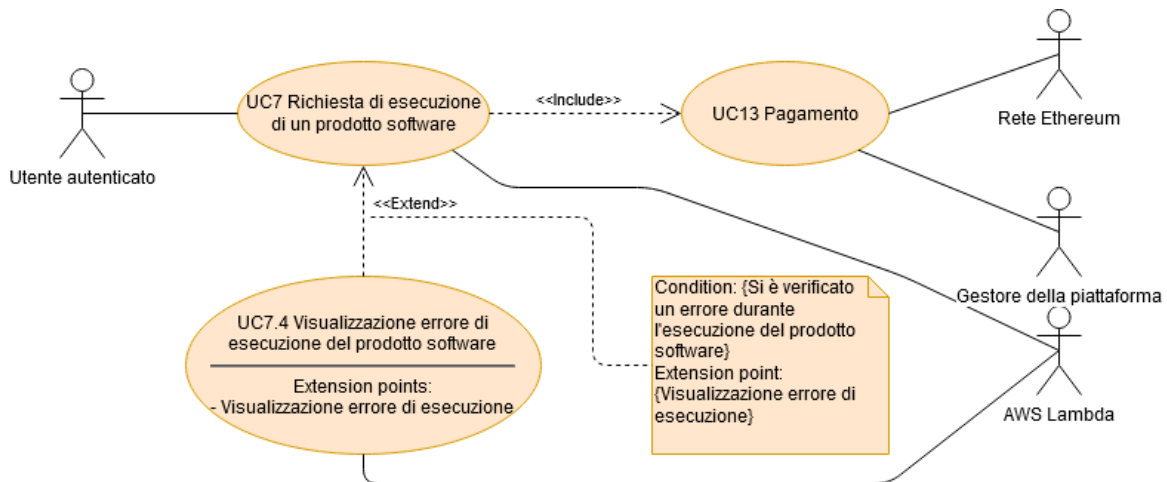 UC7 Richiesta di esecuzione
di un prodotto software
<<Include>>
UC13 Pagamento
Rete Ethereum
Utente autenticato
<<Extend>>
Gestore della piattaforma
UC7.4 Visualizzazione errore di
esecuzione del prodotto software
Extension points:
- Visualizzazione errore di esecuzione
Condition: {Si è verificato
un errore durante
l'esecuzione del prodotto
software}
Extension point:
{Visualizzazione errore di
esecuzione}
AWS Lambda